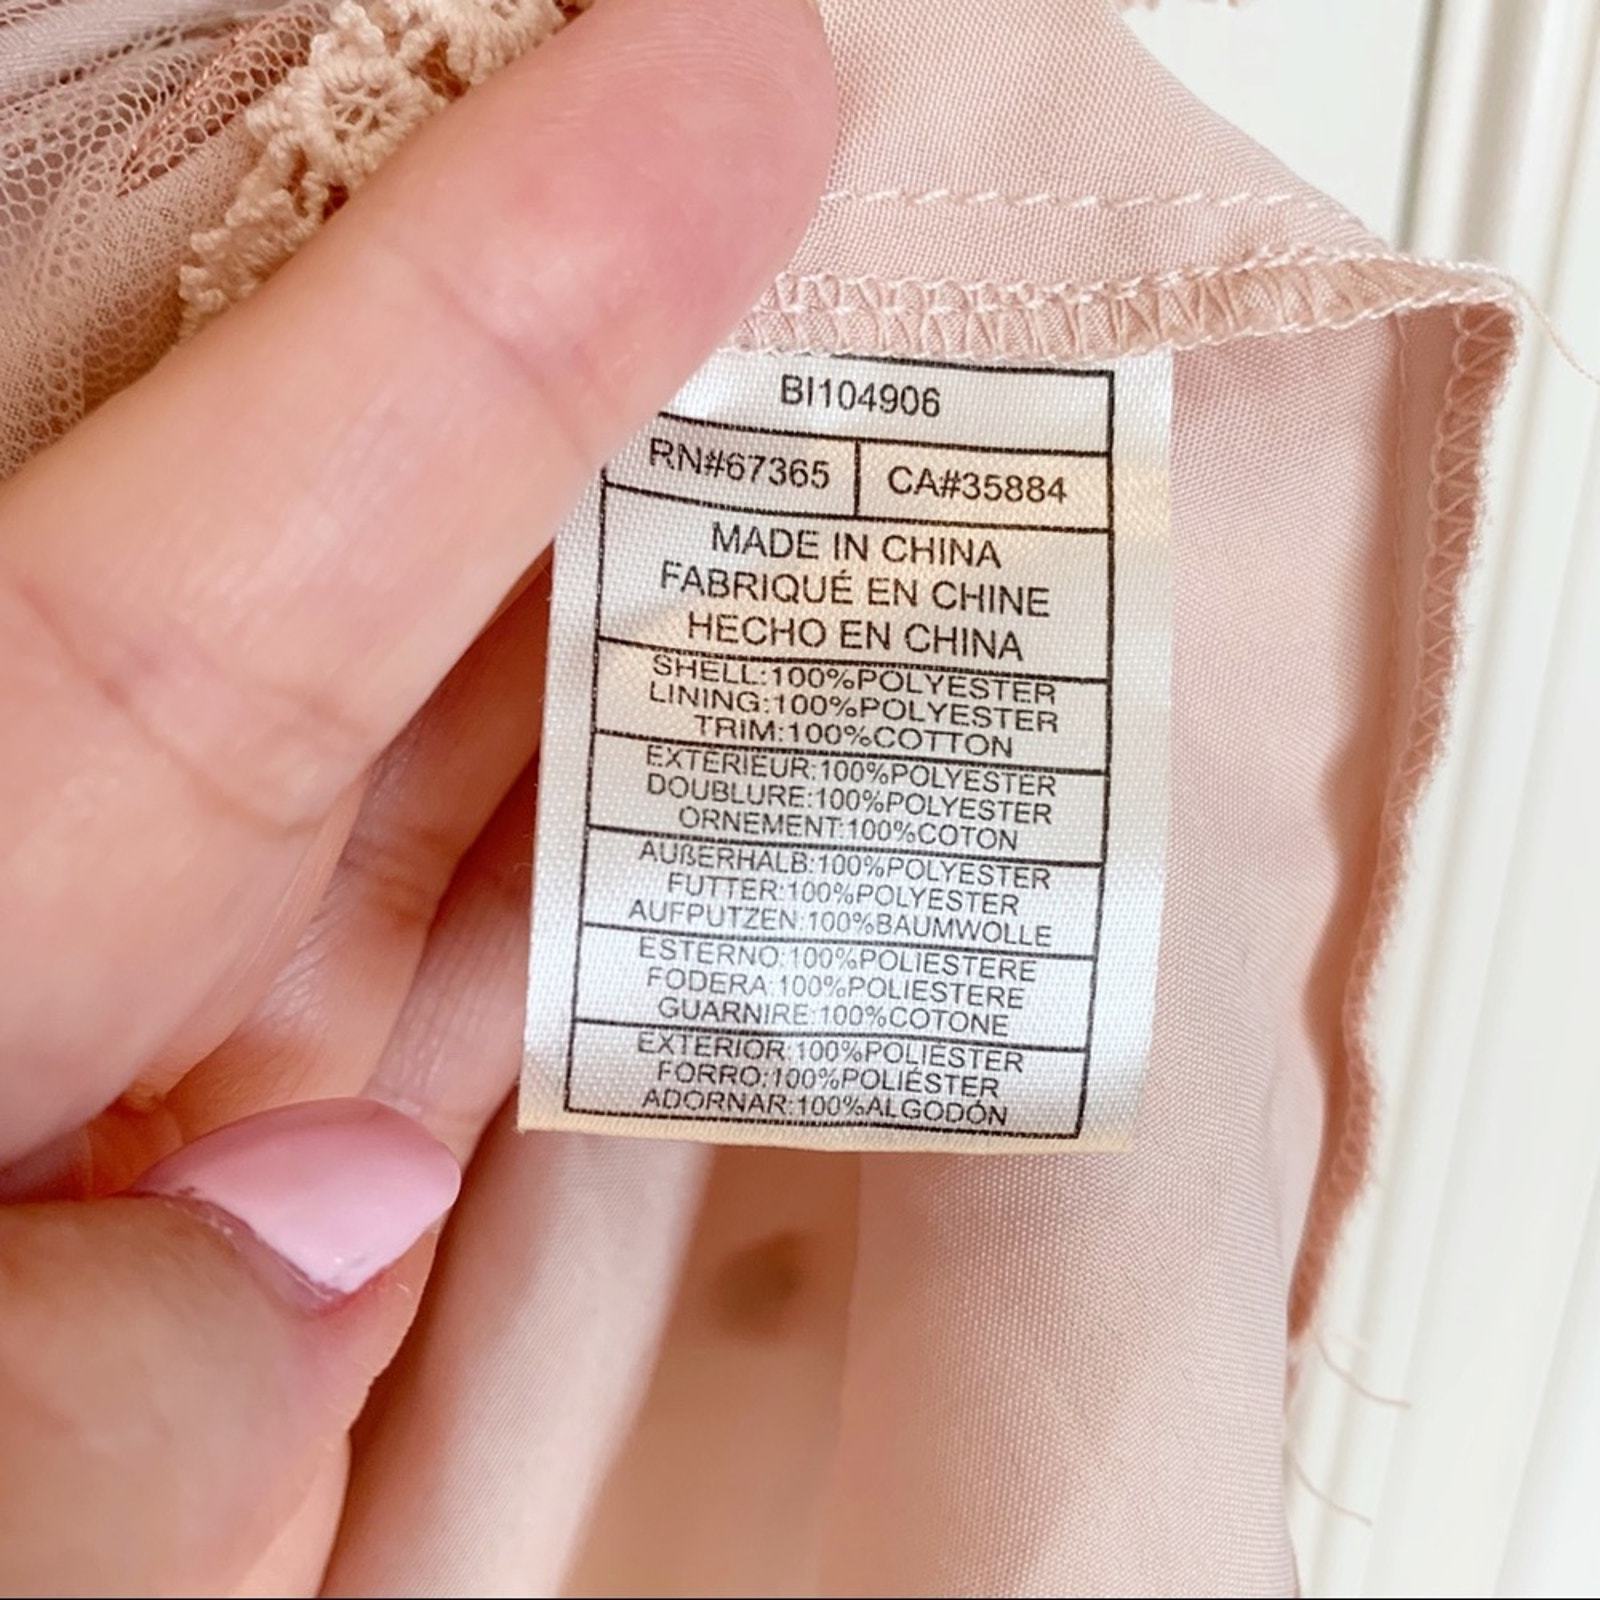 BI104906
RN#67365 CA#35884
MADE IN CHINA
FABRIQUÉ EN CHINE
HECHO EN CHINA
SHELL:100%POLYESTER
LINING:100%POLYESTER
TRIM:100%COTTON
EXTERIEUR:100%POLYESTER
DOUBLURE:100%POLYESTER
ORNEMENT:100%COTON
AUßERHALB:100%POLYESTER
FUTTER:100%POLYESTER
AUFPUTZEN:100%BAUMWOLLE
ESTERNO:100%POLIESTERE
FODERA:100%POLIESTERE
GUARNIRE:100%COTONE
EXTERIOR:100%POLIÉSTER
FORRO:100%POLIÉSTER
ADORNAR:100%ALGODÓN